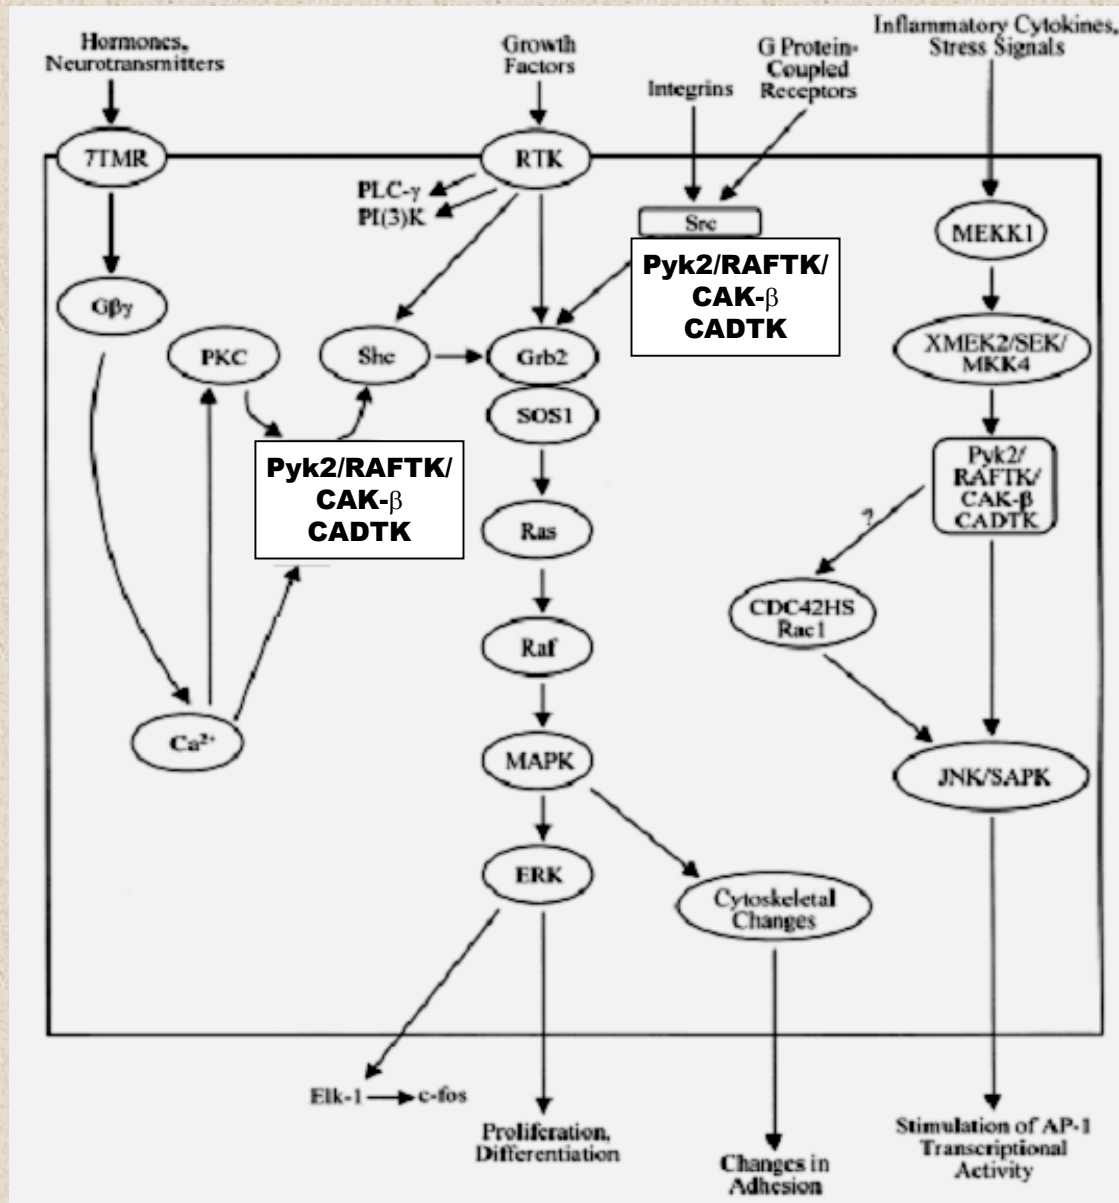 Hormones,
Neurotransmitters
Growth
Factors
Integrins
G Protein-
Coupled
Receptors
Inflammatory Cytokines,
Stress Signals
7TMR
RTK
PLC-γ
PI(3)K
Src
Pyk2/RAFTK/
CAK-β
CADTK
MEKK1
Gβγ
PKC
Shc
Grb2
SOS1
XMEK2/SEK/
MKK4
Pyk2/RAFTK/
CAK-β
CADTK
Pyk2/
RAFTK/
CAK-β
CADTK
?
Ras
CDC42HS
Rac1
Raf
Ca²⁺
MAPK
JNK/SAPK
ERK
Cytoskeletal
Changes
Elk-1
c-fos
Proliferation,
Differentiation
Changes in
Adhesion
Stimulation of AP-1
Transcriptional
Activity